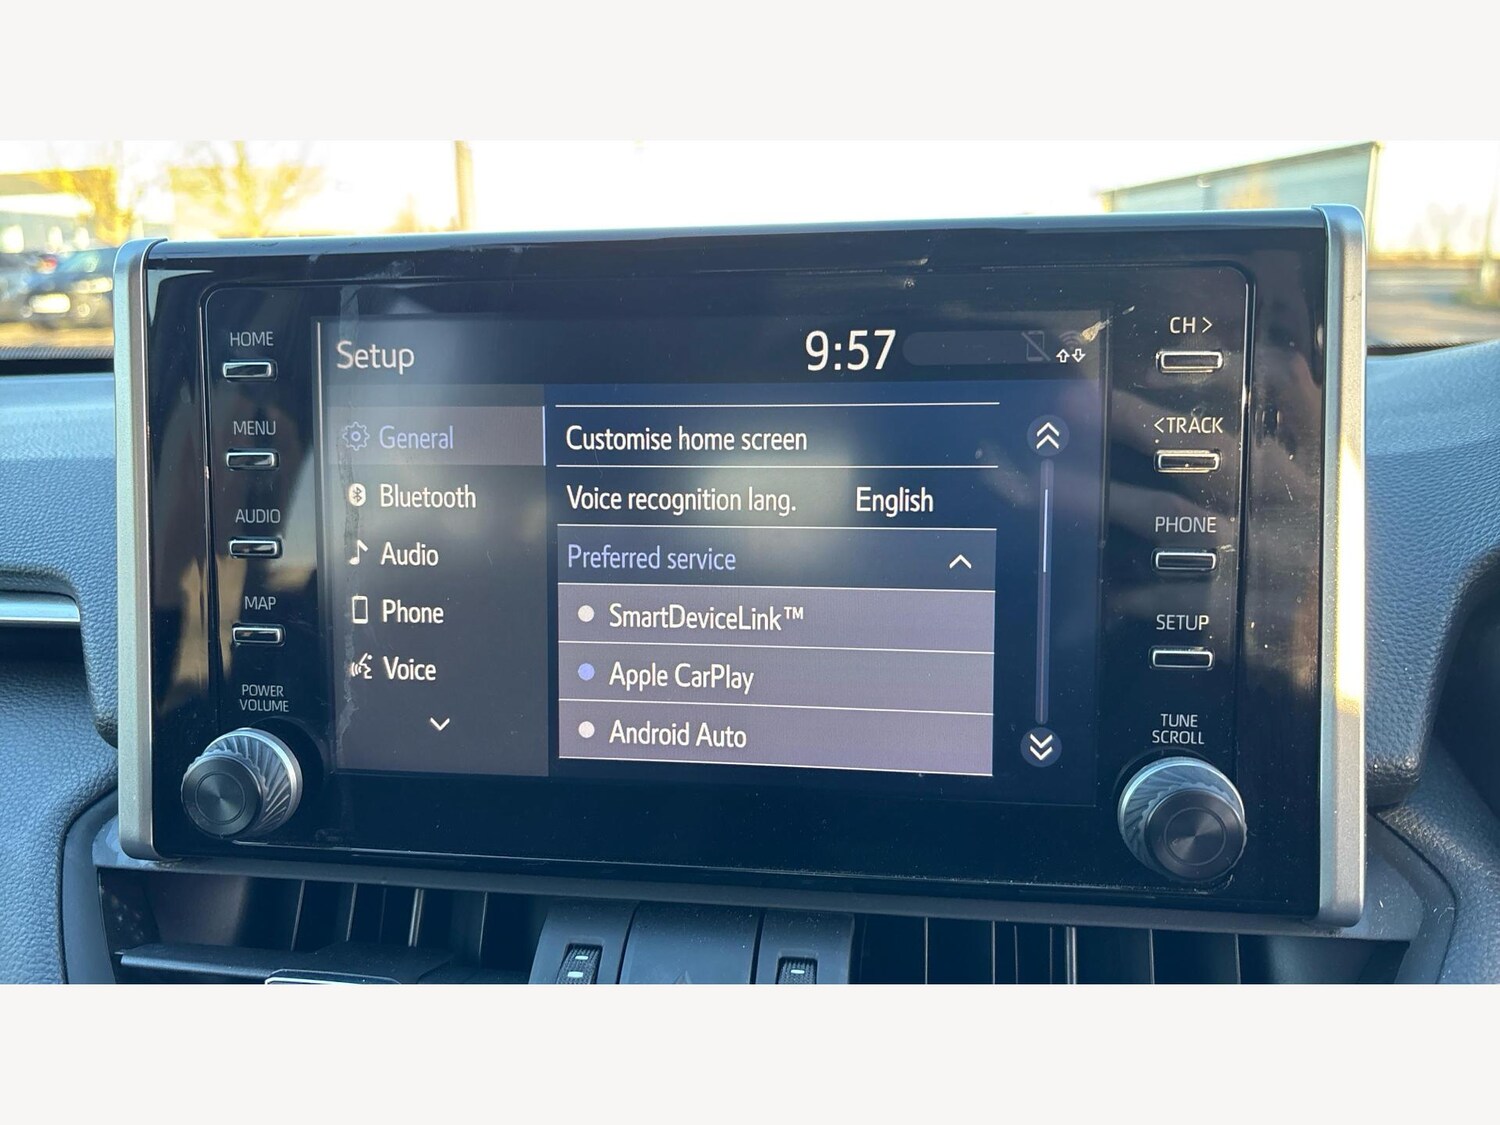 HOME
MENU
AUDIO
MAP
POWER
VOLUME
Setup
9:57
General
Bluetooth
Audio
Phone
Voice
Customise home screen
Voice recognition lang. English
Preferred service
SmartDeviceLink™
Apple CarPlay
Android Auto
CH >
<TRACK
PHONE
SETUP
TUNE
SCROLL